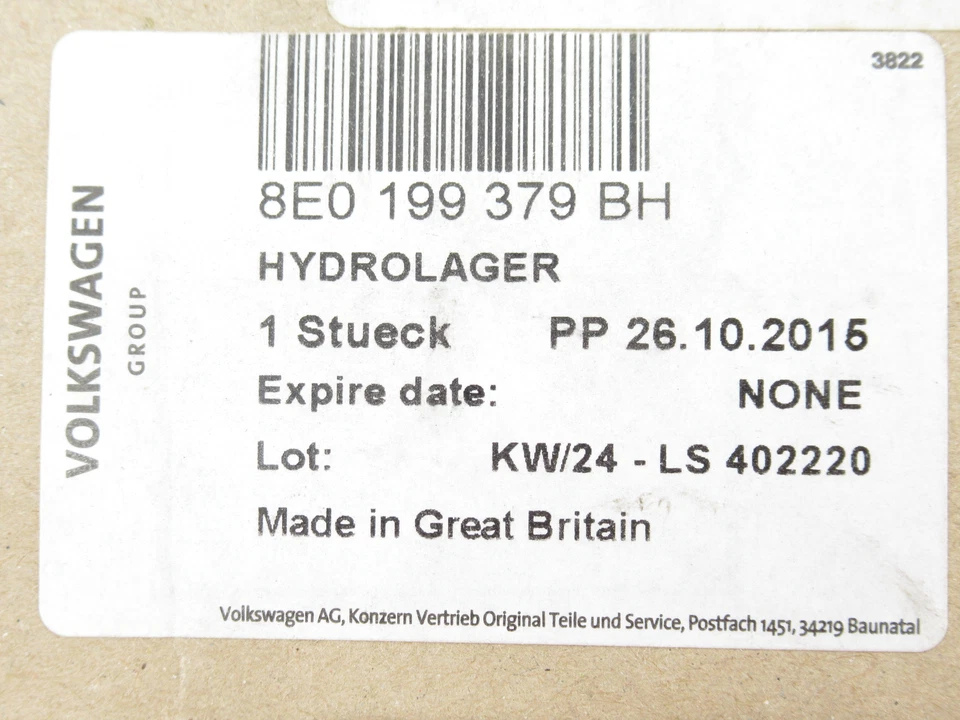 3822
8E0 199 379 BH
HYDROLAGER
1 Stueck PP 26.10.2015
Expire date: NONE
Lot: KW/24 - LS 402220
Made in Great Britain
Volkswagen AG, Konzern Vertrieb Original Teile und Service, Postfach 1451, 34219 Baunatal
VOLKSWAGEN
GROUP